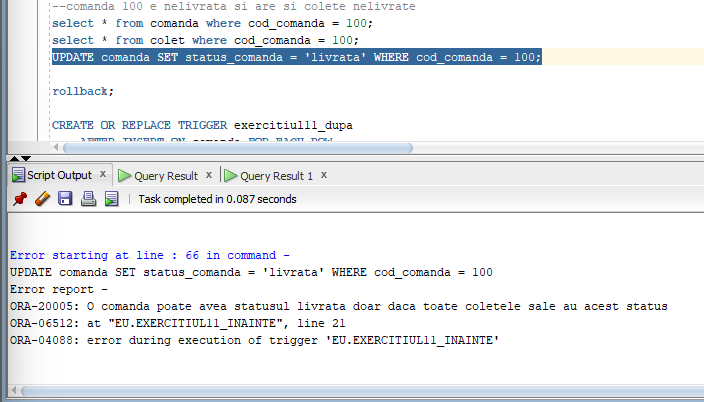 --comanda 100 e nelivrata si are si colete nelivrate
select * from comanda where cod_comanda = 100;
select * from colet where cod_comanda = 100;
UPDATE comanda SET status_comanda = 'livrata' WHERE cod_comanda = 100;
rollback;
CREATE OR REPLACE TRIGGER exercitiul11_dupa
AFTER INSERT ON comanda FOR EACH ROW
Script Output x Query Result x Query Result 1 x
Task completed in 0.087 seconds
Error starting at line : 66 in command -
UPDATE comanda SET status_comanda = 'livrata' WHERE cod_comanda = 100
Error report -
ORA-20005: O comanda poate avea statusul livrata doar daca toate coletele sale au acest status
ORA-06512: at "EU.EXERCITIUL11_INAINTE", line 21
ORA-04088: error during execution of trigger 'EU.EXERCITIUL11_INAINTE'